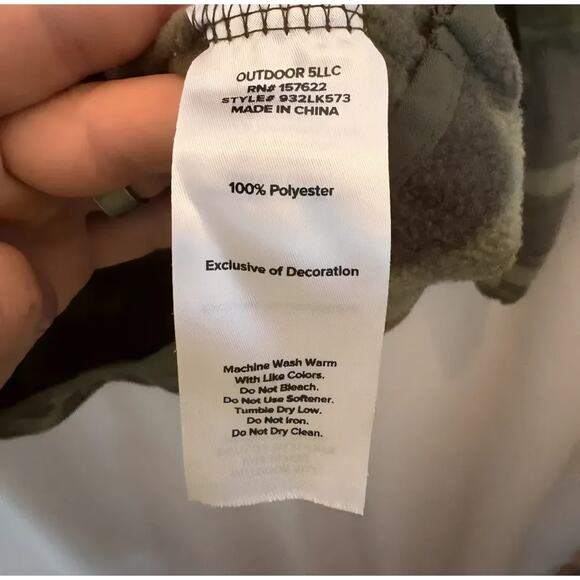 OUTDOOR 5LLC
RN# 157622
STYLE# 932LK573
MADE IN CHINA
100% Polyester
Exclusive of Decoration
Machine Wash Warm
With Like Colors.
Do Not Bleach.
Do Not Use Softener.
Tumble Dry Low.
Do Not Iron.
Do Not Dry Clean.